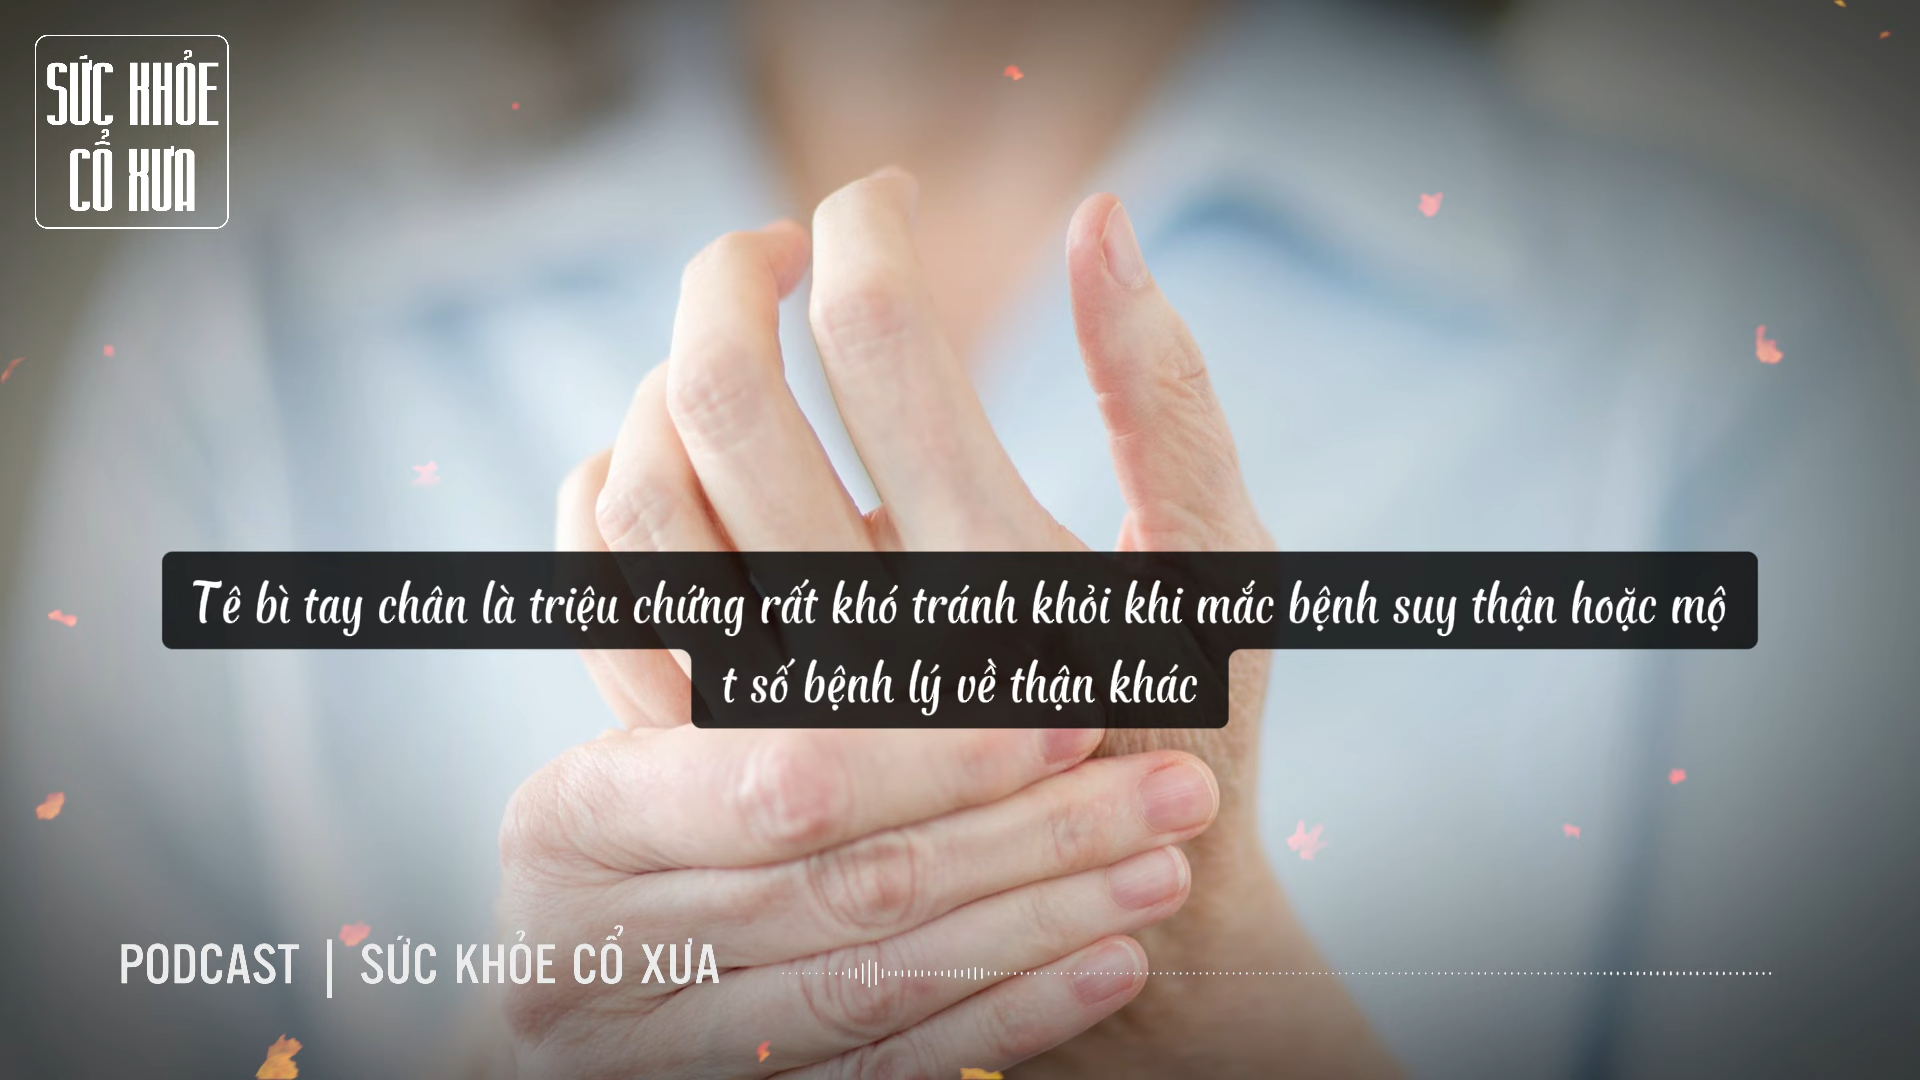 SỨC KHỎE
CỔ XƯA
Tê bì tay chân là triệu chứng rất khó tránh khỏi khi mắc bệnh suy thận hoặc mộ
t số bệnh lý về thận khác
PODCAST | SỨC KHỎE CỔ XƯA